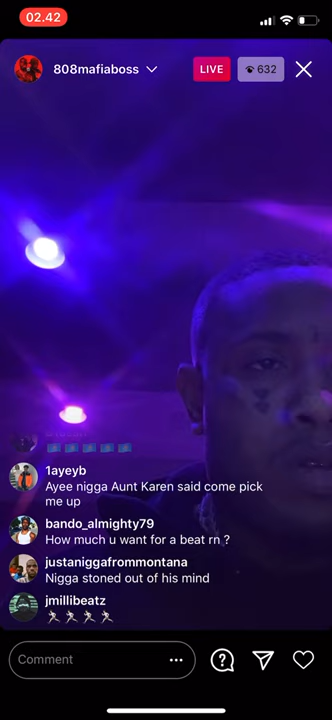 02.42
808mafiaboss
LIVE
632
1ayeyb
Ayee nigga Aunt Karen said come pick
me up
bando_almighty79
How much u want for a beat rn ?
justaniggafrommontana
Nigga stoned out of his mind
jmillibeatz
🏃🏻‍♂️🏃🏻‍♂️🏃🏻‍♂️🏃🏻‍♂️
Comment